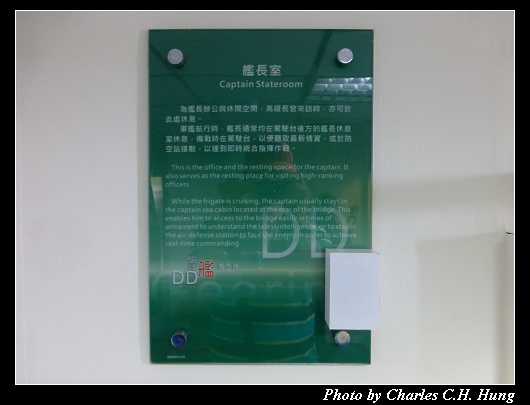 艦長室
Captain Stateroom
為艦長辦公與休閒空間，高級長官來訪時，亦可於
此處休息。
軍艦航行時，艦長通常均在駕駛台後方的艦長休息
室休息，備戰時在駕駛台，以便聽取最新情資，或於防
空站接敵，以達到即時統合指揮作戰。
This is the office and the resting space for the captain. It
also serves as the resting place for visiting high-ranking
officers.
While the frigate is cruising, the captain usually stays in
the captain sea cabin located at the rear of the bridge. This
enables him to access to the bridge easily in times of
armament to understand the latest intelligence, or to stay in
the air-defense station to face the enemy in order to achieve
real-time commanding.
DD
DD
艦
Photo by Charles C.H. Hung